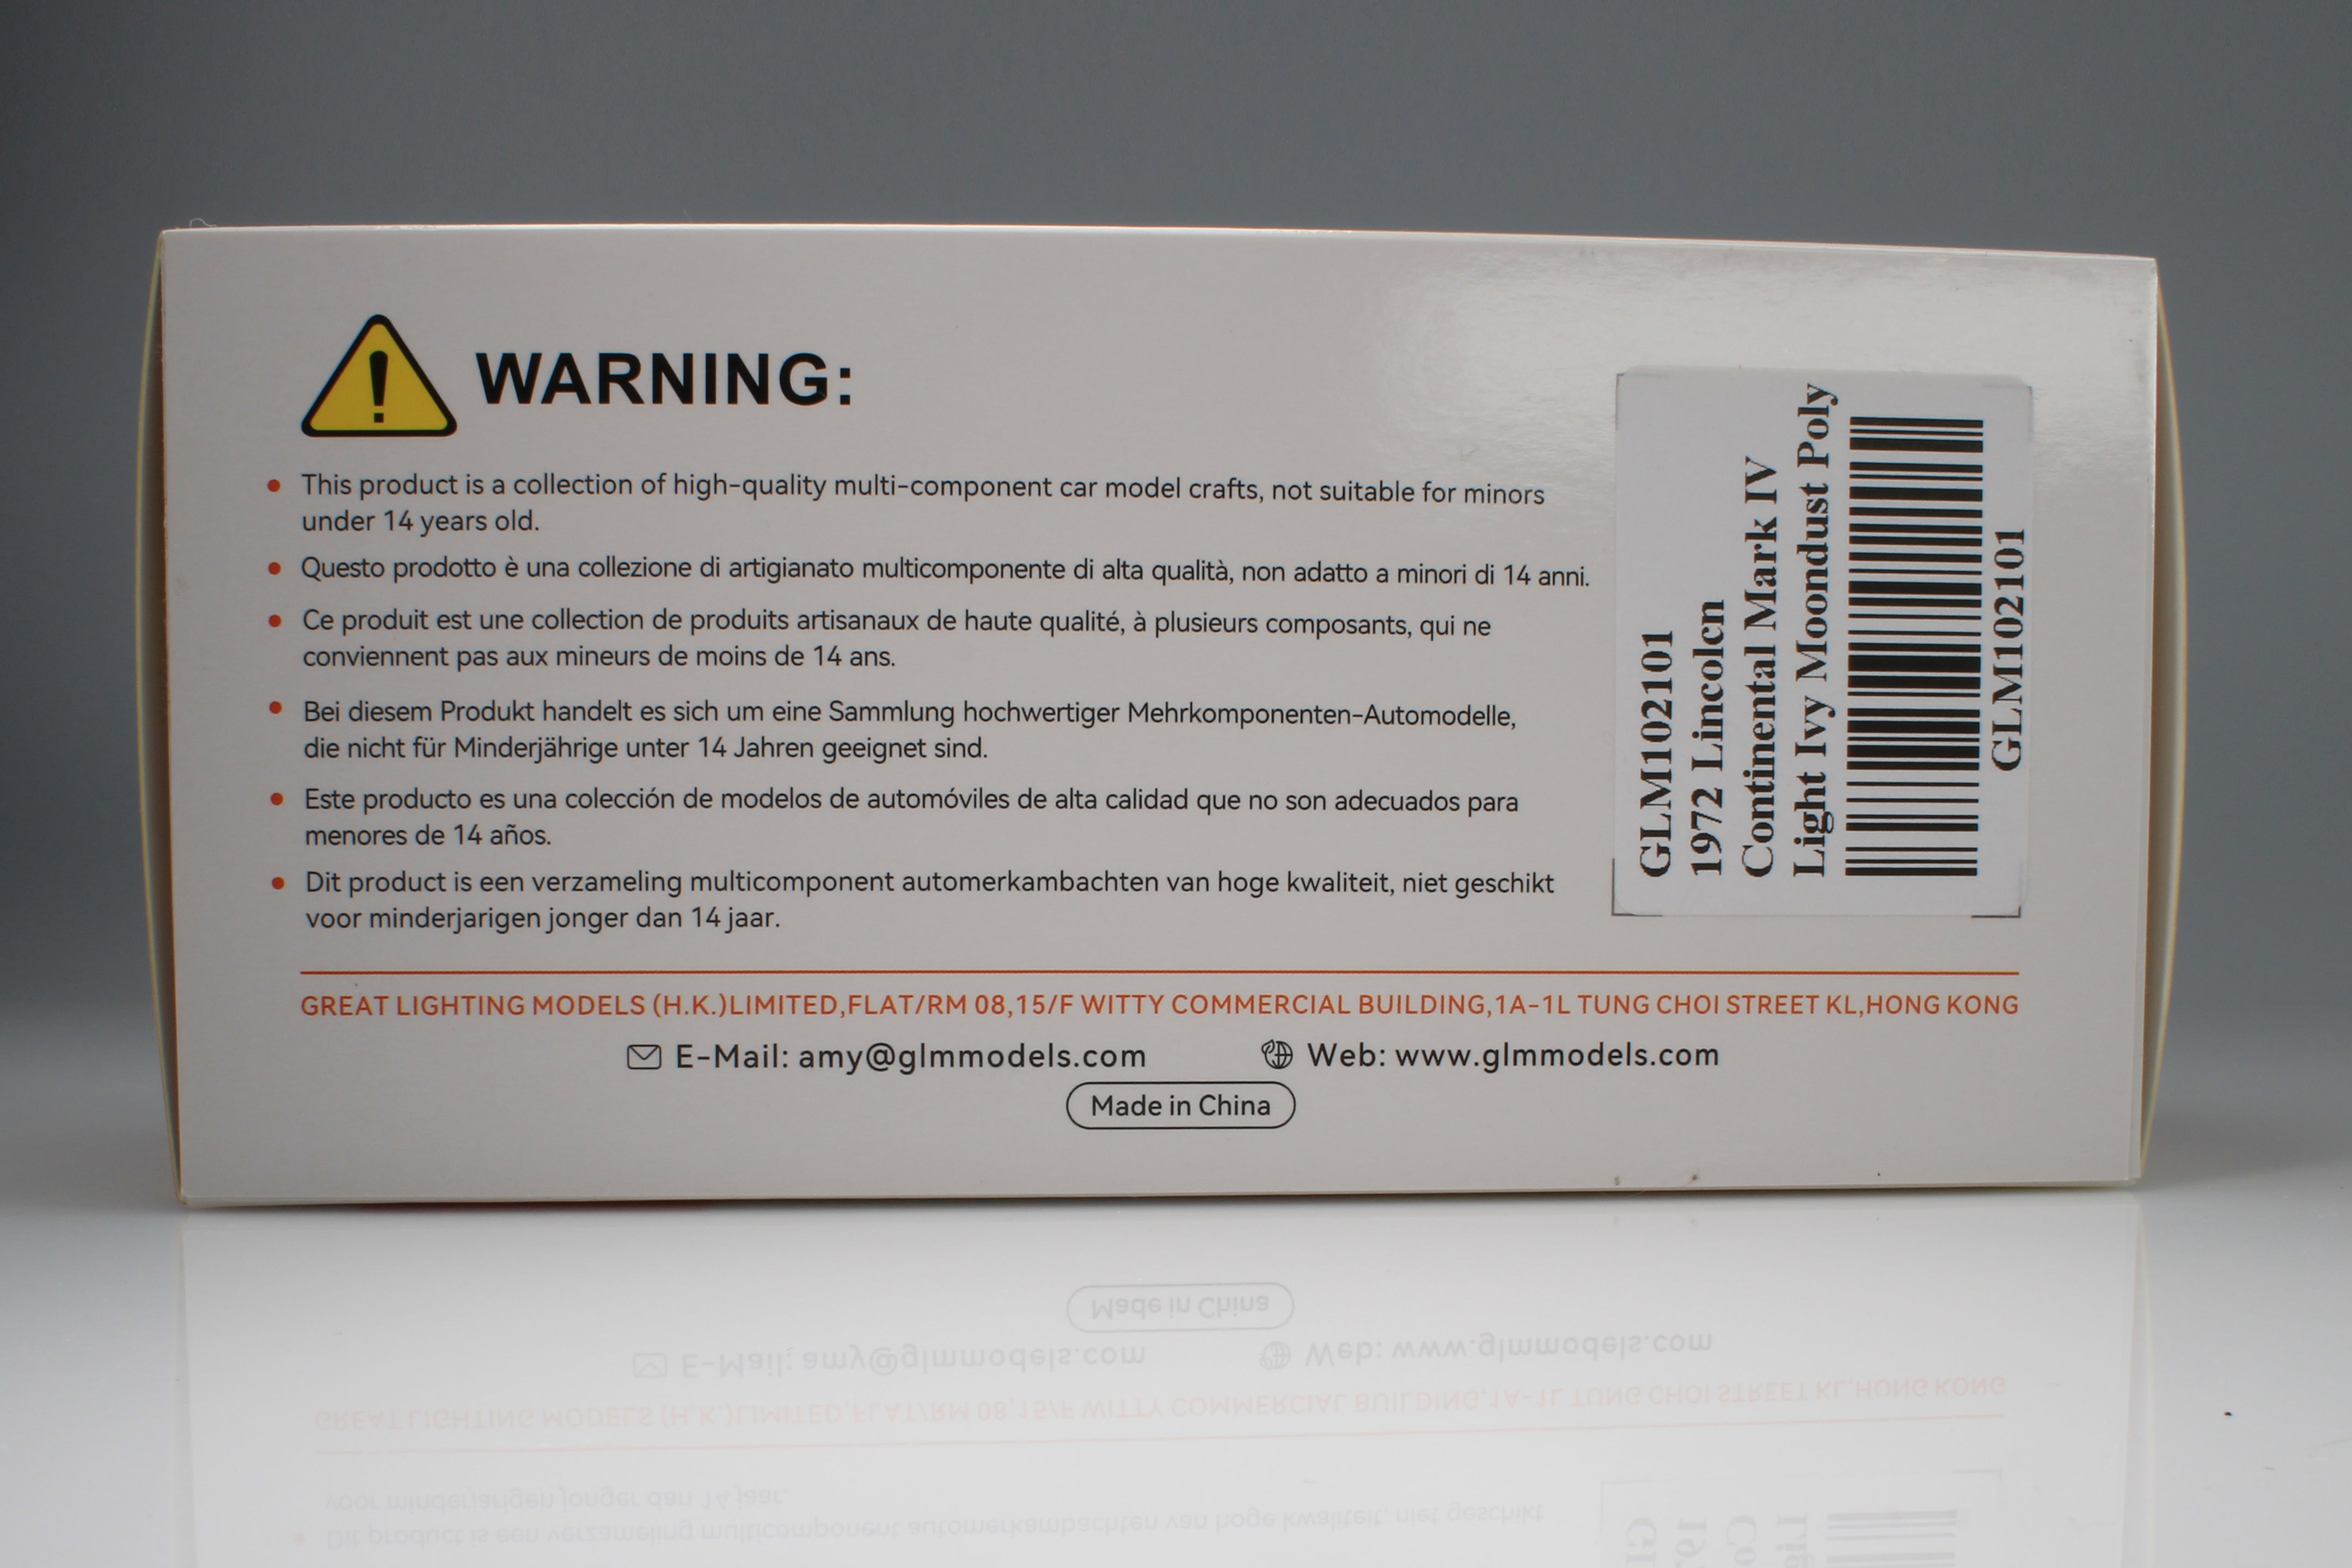 WARNING:
• This product is a collection of high-quality multi-component car model crafts, not suitable for minors
under 14 years old.
• Questo prodotto è una collezione di artigianato multicomponente di alta qualità, non adatto a minori di 14 anni.
• Ce produit est une collection de produits artisanaux de haute qualité, à plusieurs composants, qui ne
conviennent pas aux mineurs de moins de 14 ans.
• Bei diesem Produkt handelt es sich um eine Sammlung hochwertiger Mehrkomponenten-Automodelle,
die nicht für Minderjährige unter 14 Jahren geeignet sind.
• Este producto es una colección de modelos de automóviles de alta calidad que no son adecuados para
menores de 14 años.
• Dit product is een verzameling multicomponent automerkambachten van hoge kwaliteit, niet geschikt
voor minderjarigen jonger dan 14 jaar.
GLM102101
1972 Lincolcn
Continental Mark IV
Light Ivy Moondust Poly
GLM102101
GREAT LIGHTING MODELS (H.K.)LIMITED,FLAT/RM 08,15/F WITTY COMMERCIAL BUILDING,1A-1L TUNG CHOI STREET KL,HONG KONG
E-Mail: amy@glmmodels.com Web: www.glmmodels.com
Made in China